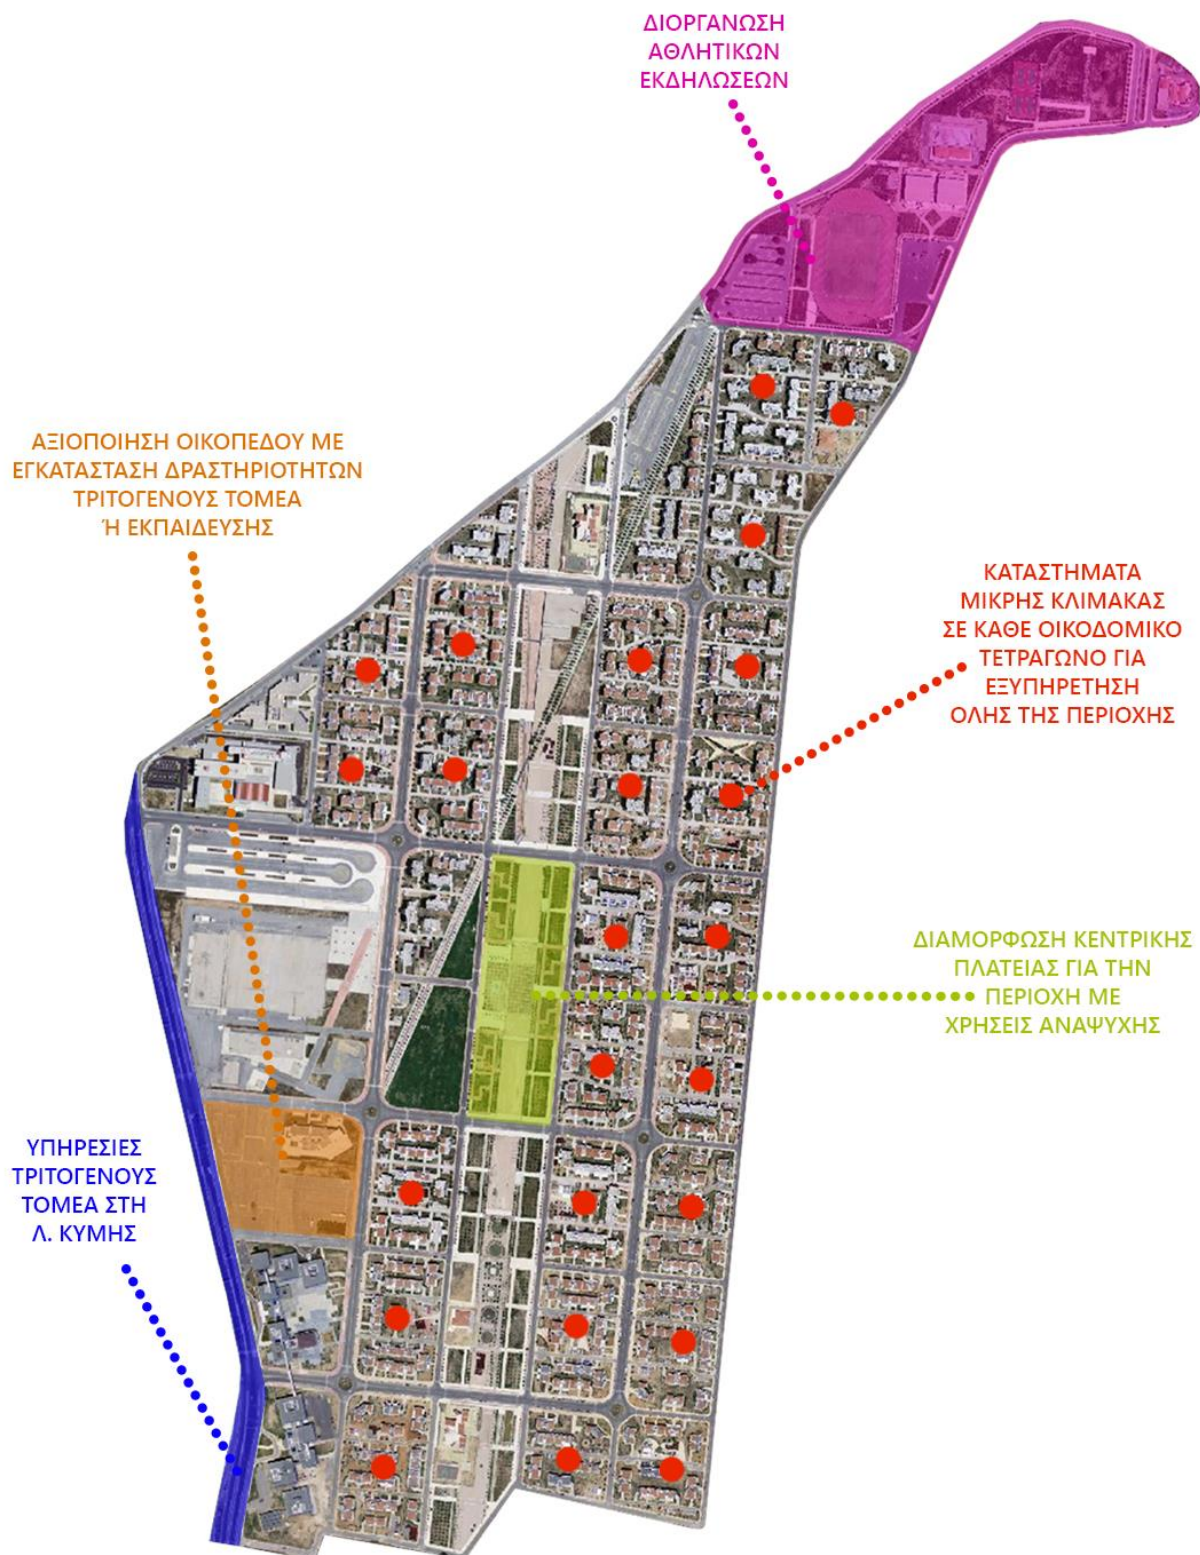 ΔΙΟΡΓΑΝΩΣΗ
ΑΘΛΗΤΙΚΩΝ
ΕΚΔΗΛΩΣΕΩΝ
ΑΞΙΟΠΟΙΗΣΗ ΟΙΚΟΠΕΔΟΥ ΜΕ
ΕΓΚΑΤΑΣΤΑΣΗ ΔΡΑΣΤΗΡΙΟΤΗΤΩΝ
ΤΡΙΤΟΓΕΝΟΥΣ ΤΟΜΕΑ
Ή ΕΚΠΑΙΔΕΥΣΗΣ
ΚΑΤΑΣΤΗΜΑΤΑ
ΜΙΚΡΗΣ ΚΛΙΜΑΚΑΣ
ΣΕ ΚΑΘΕ ΟΙΚΟΔΟΜΙΚΟ
ΤΕΤΡΑΓΩΝΟ ΓΙΑ
ΕΞΥΠΗΡΕΤΗΣΗ
ΟΛΗΣ ΤΗΣ ΠΕΡΙΟΧΗΣ
ΔΙΑΜΟΡΦΩΣΗ ΚΕΝΤΡΙΚΗΣ
ΠΛΑΤΕΙΑΣ ΓΙΑ ΤΗΝ
ΠΕΡΙΟΧΗ ΜΕ
ΧΡΗΣΕΙΣ ΑΝΑΨΥΧΗΣ
ΥΠΗΡΕΣΙΕΣ
ΤΡΙΤΟΓΕΝΟΥΣ
ΤΟΜΕΑ ΣΤΗ
Λ. ΚΥΜΗΣ